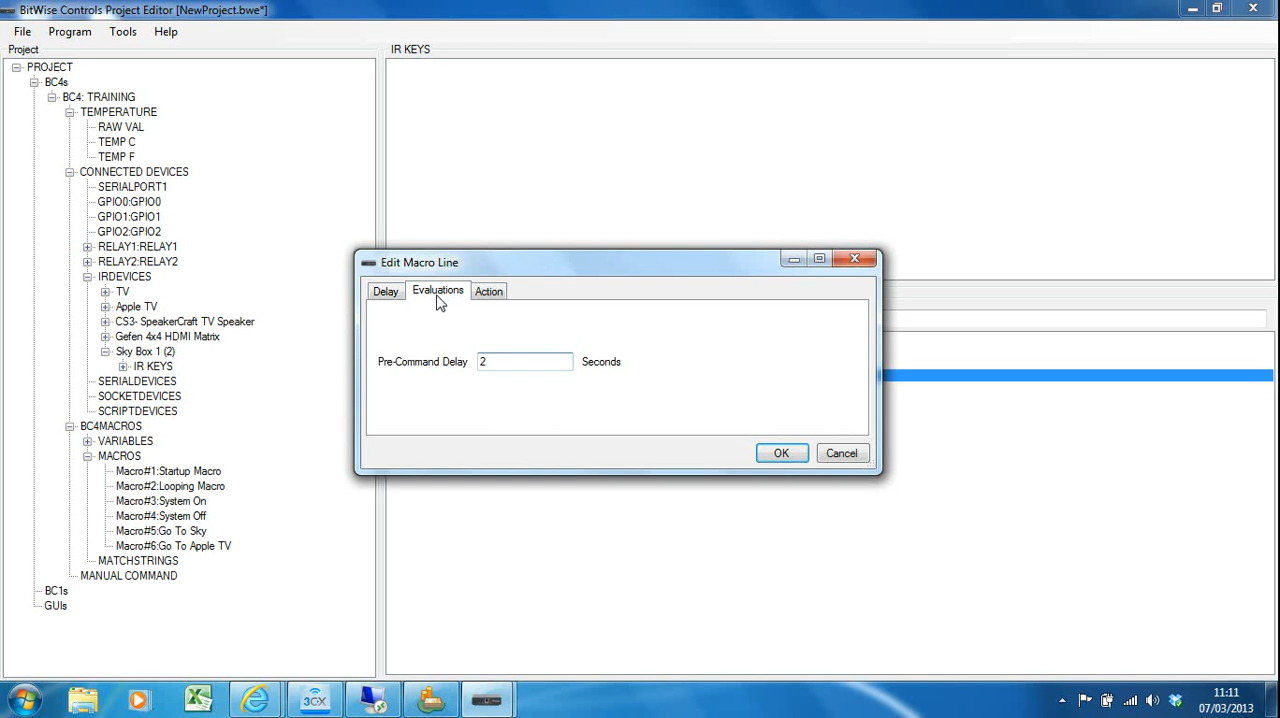 BitWise Controls Project Editor [NewProject.bwe*]
File Program Tools Help
Project
IR KEYS
PROJECT
BC4s
BC4: TRAINING
TEMPERATURE
RAW VAL
TEMP C
TEMP F
CONNECTED DEVICES
SERIALPORT1
GPIO0:GPIO0
GPIO1:GPIO1
GPIO2:GPIO2
RELAY1:RELAY1
RELAY2:RELAY2
IRDEVICES
TV
Apple TV
CS3- SpeakerCraft TV Speaker
Gefen 4x4 HDMI Matrix
Sky Box 1 (2)
IR KEYS
SERIALDEVICES
SOCKETDEVICES
SCRIPTDEVICES
BC4MACROS
VARIABLES
MACROS
Macro#1:Startup Macro
Macro#2:Looping Macro
Macro#3:System On
Macro#4:System Off
Macro#5:Go To Sky
Macro#6:Go To Apple TV
MATCHSTRINGS
MANUAL COMMAND
BC1s
GUIs
Edit Macro Line
Delay Evaluations Action
Pre-Command Delay 2 Seconds
OK Cancel
3CX
11:11
07/03/2013